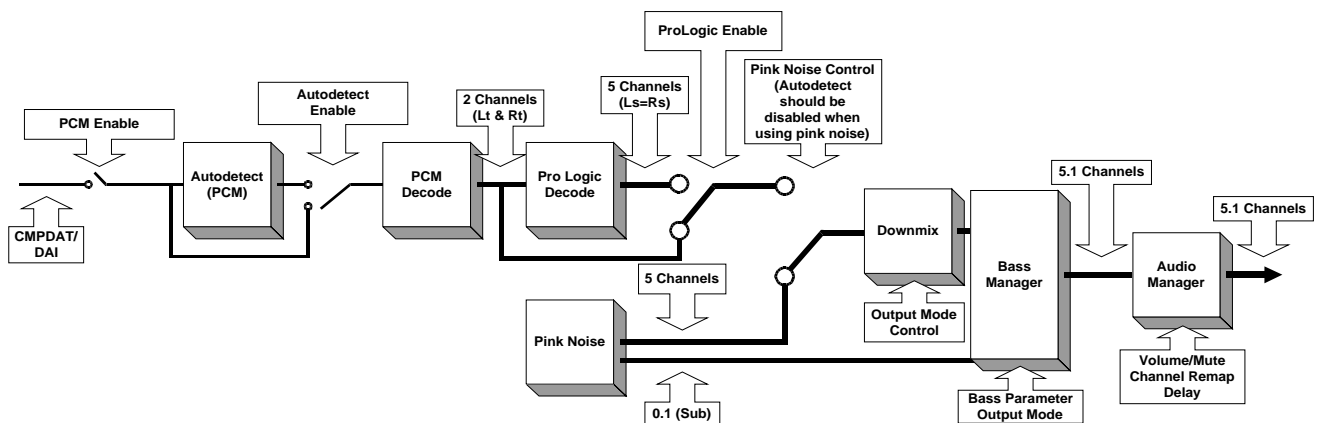 ProLogic Enable
Pink Noise Control
(Autodetect
should be
disabled when
using pink noise)
Autodetect
Enable
2 Channels
(Lt & Rt)
5 Channels
(Ls=Rs)
PCM Enable
Autodetect
(PCM)
PCM
Decode
Pro Logic
Decode
5.1 Channels
5.1 Channels
CMPDAT/
DAI
Downmix
Bass
Manager
Audio
Manager
5 Channels
Output Mode
Control
Pink Noise
Volume/Mute
Channel Remap
Delay
0.1 (Sub)
Bass Parameter
Output Mode